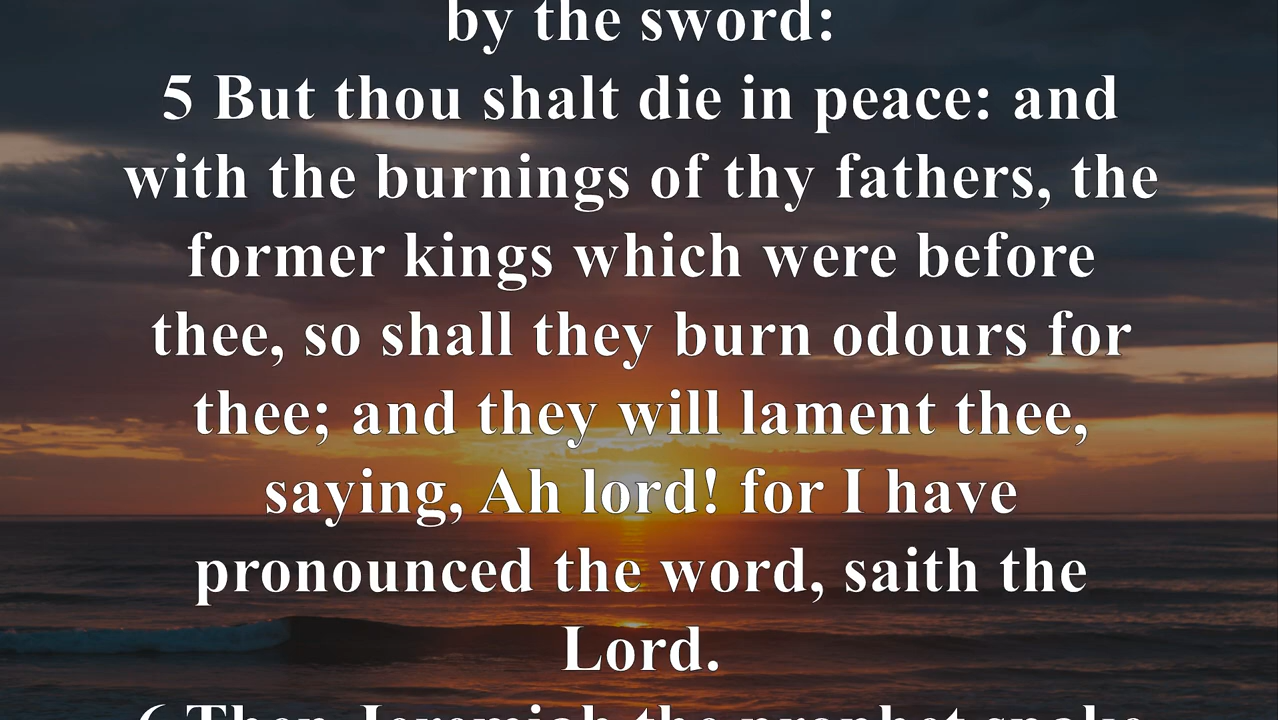 by the sword:
5 But thou shalt die in peace: and
with the burnings of thy fathers, the
former kings which were before
thee, so shall they burn odours for
thee; and they will lament thee,
saying, Ah lord! for I have
pronounced the word, saith the
Lord.
6 Then Jeremiah the prophet spake